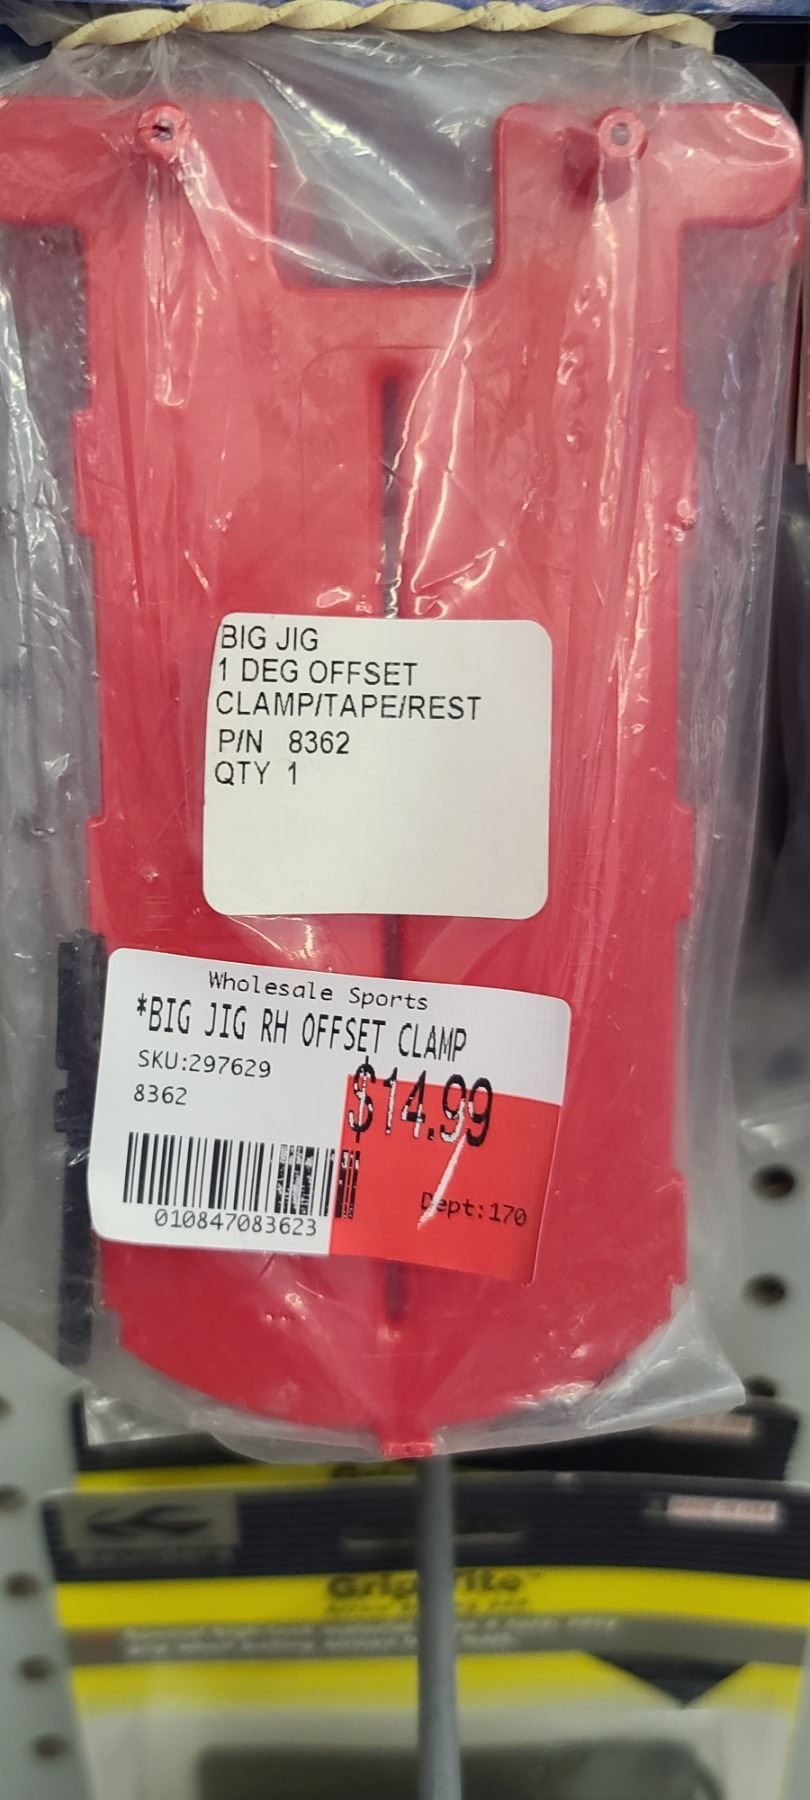 BIG JIG
1 DEG OFFSET
CLAMP/TAPE/REST
P/N 8362
QTY 1
Wholesale Sports
*BIG JIG RH OFFSET CLAMP
SKU:297629
8362
$14.99
Dept:170
010847083623